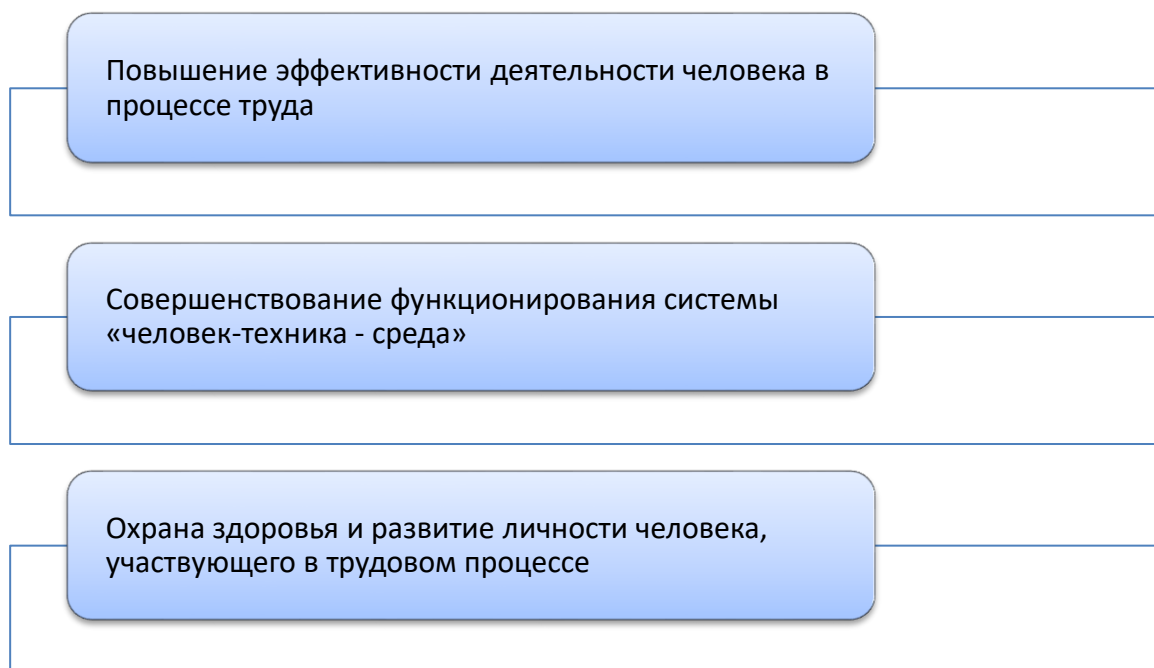 Повышение эффективности деятельности человека в
процессе труда
Совершенствование функционирования системы
«человек-техника - среда»
Охрана здоровья и развитие личности человека,
участвующего в трудовом процессе